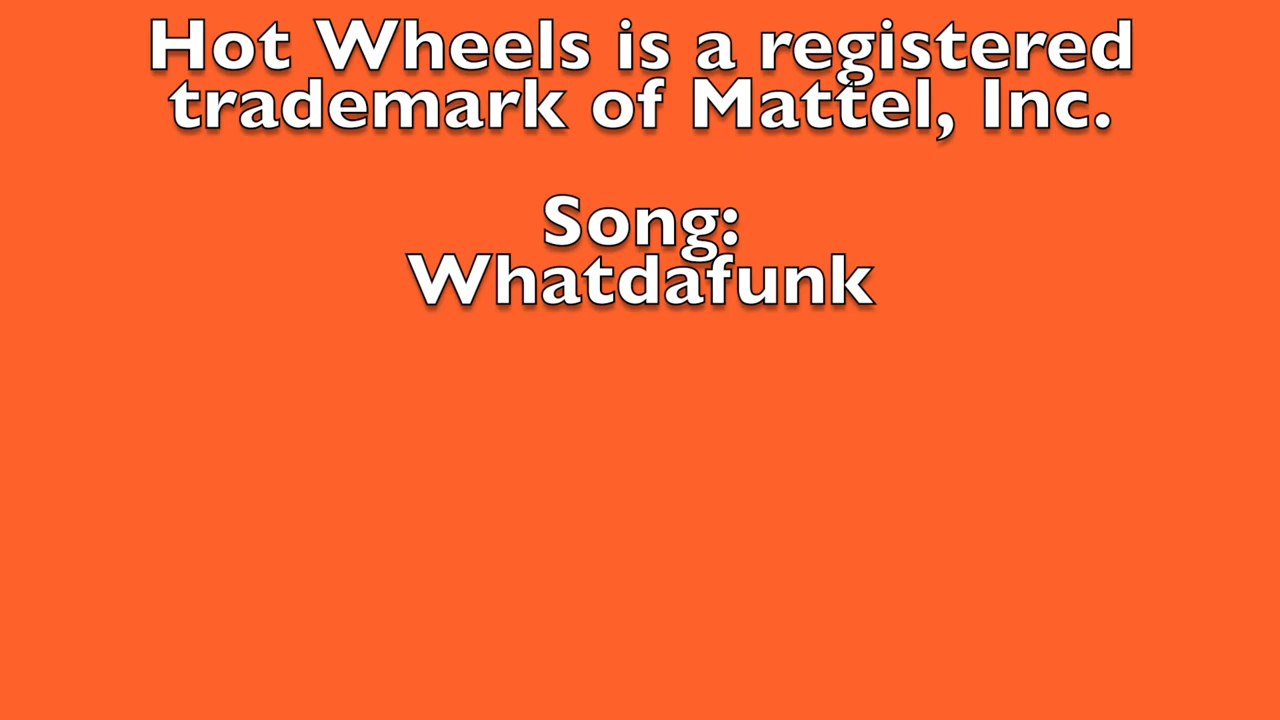 Hot Wheels is a registered
trademark of Mattel, Inc.
Song:
Whatdafunk